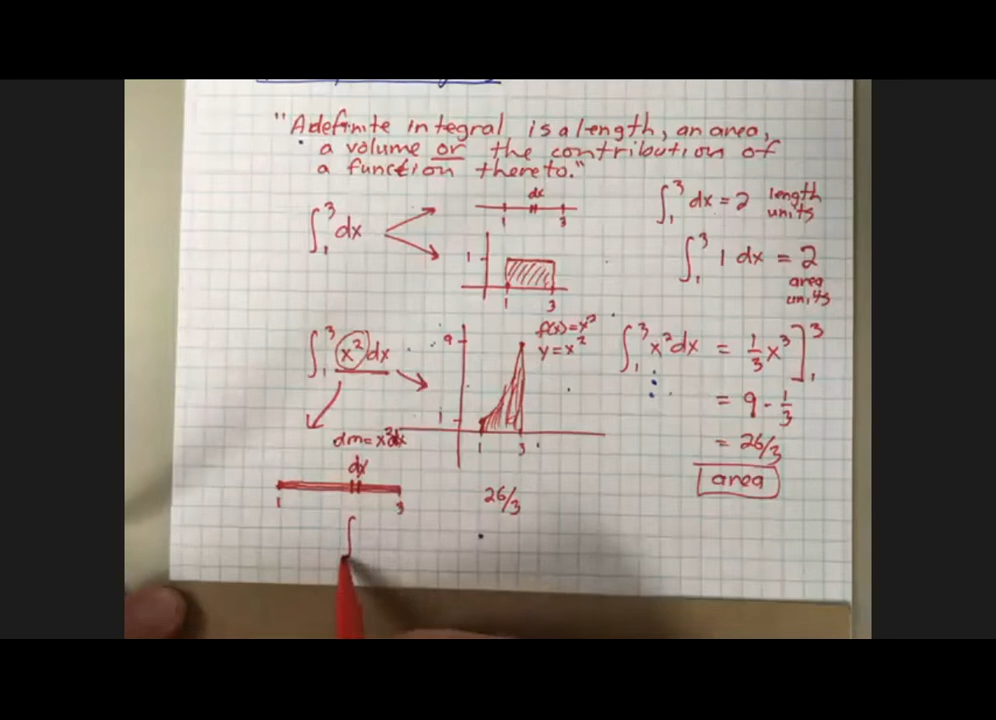 "A definite integral is a length, an area,
a volume or the contribution of
a function thereto."
∫₁³ dx
dx
1 3
1
1 3
∫₁³ dx = 2 length units
∫₁³ 1 dx = 2
area units
∫₁³ x² dx
9
1
1 3
f(x)=x²
y=x²
∫₁³ x² dx = 1/3 x³]₁³
= 9 - 1/3
= 26/3
area
dm = x² dx
dx
1 3
26/3
∫